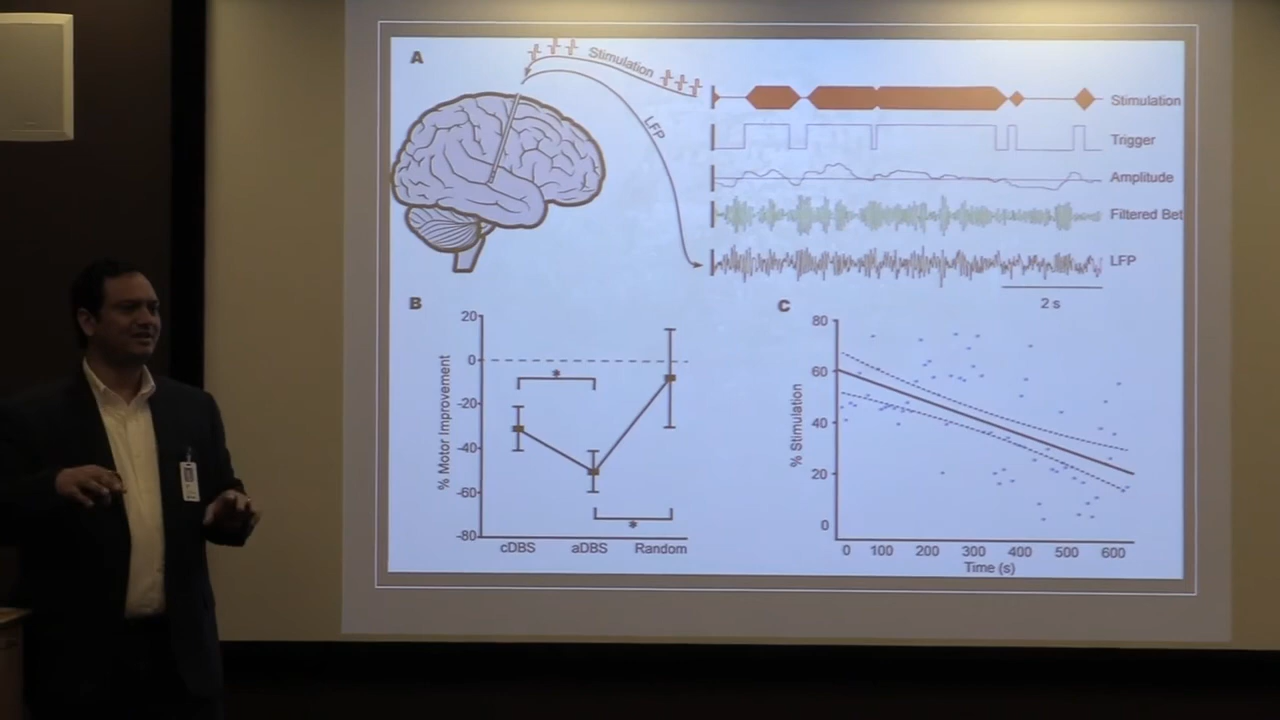 A
Stimulation
LFP
Stimulation
Trigger
Amplitude
Filtered Bet
LFP
2 s
B
20
0
-20
-40
-60
-80
% Motor Improvement
*
*
cDBS aDBS Random
C
80
60
40
20
0
% Stimulation
0 100 200 300 400 500 600
Time (s)